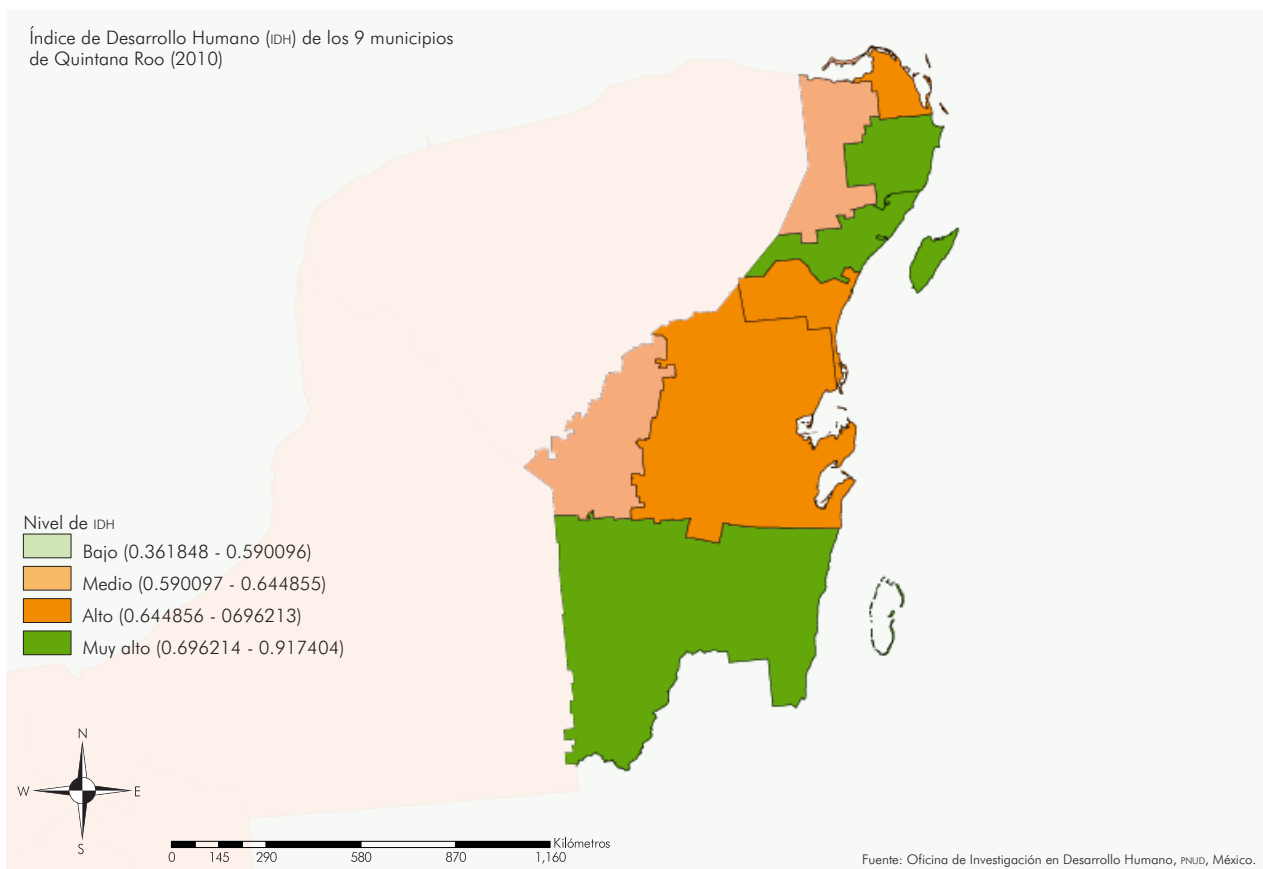 Índice de Desarrollo Humano (IDH) de los 9 municipios
de Quintana Roo (2010)
Nivel de IDH
Bajo (0.361848 - 0.590096)
Medio (0.590097 - 0.644855)
Alto (0.644856 - 0696213)
Muy alto (0.696214 - 0.917404)
N
W E
S
Kilómetros
0 145 290 580 870 1,160
Fuente: Oficina de Investigación en Desarrollo Humano, PNUD, México.